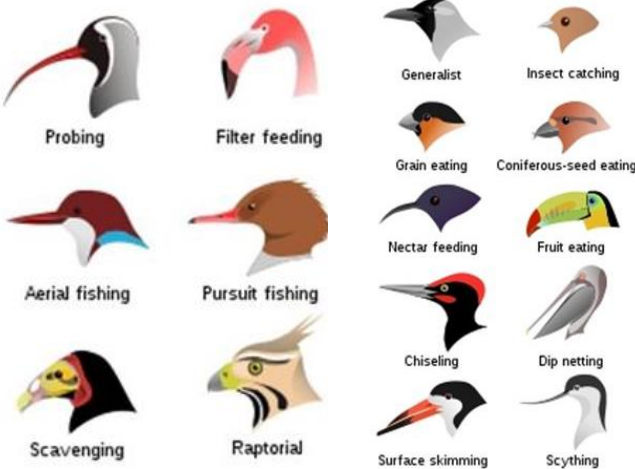 Generalist
Insect catching
Probing
Filter feeding
Grain eating
Coniferous-seed eating
Nectar feeding
Fruit eating
Aerial fishing
Pursuit fishing
Chiseling
Dip netting
Scavenging
Raptorial
Surface skimming
Scything